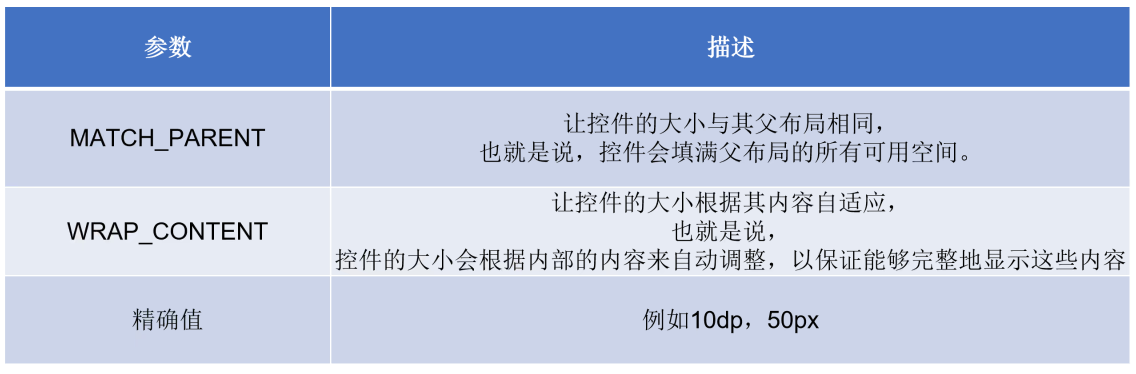 参数
描述
MATCH_PARENT
让控件的大小与其父布局相同，
也就是说，控件会填满父布局的所有可用空间。
WRAP_CONTENT
让控件的大小根据其内容自适应，
也就是说，
控件的大小会根据内部的内容来自动调整，以保证能够完整地显示这些内容
精确值
例如10dp，50px